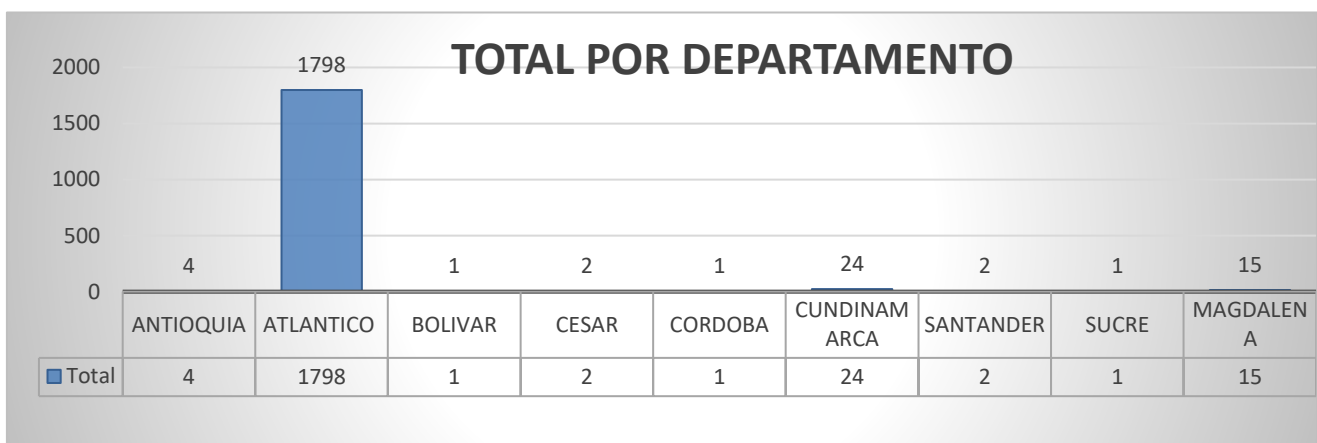 TOTAL POR DEPARTAMENTO
2000
1500
1000
500
0
4 1798 1 2 1 24 2 1 15
ANTIOQUIA ATLANTICO BOLIVAR CESAR CORDOBA CUNDINAM SANTANDER SUCRE MAGDALEN
ARCA A
Total 4 1798 1 2 1 24 2 1 15